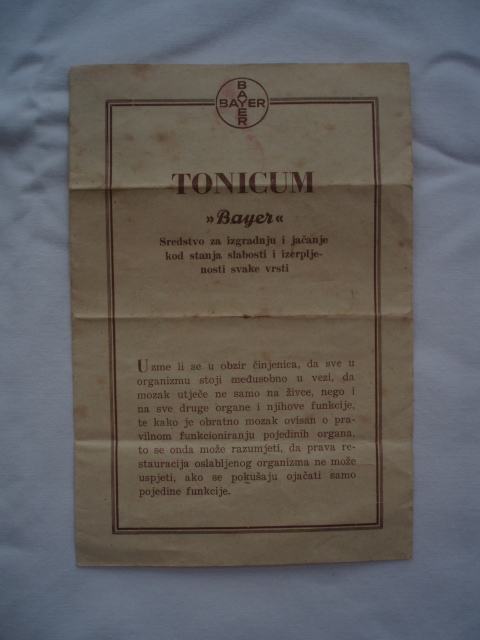 BAYER
BAYER
TONICUM
»Bayer«
Sredstvo za izgradnju i jačanje
kod stanja slabosti i izerplje-
nosti svake vrsti
Uzme li se u obzir činjenica, da sve u
organizmu stoji međusobno u vezi, da
mozak utječe ne samo na živce, nego i
na sve druge organe i njihove funkcije,
te kako je obratno mozak ovisan o pra-
vilnom funkcioniranju pojedinih organa,
to se onda može razumjeti, da prava re-
stauracija oslabljenog organizma ne može
uspjeti, ako se pokušaju ojačati samo
pojedine funkcije.